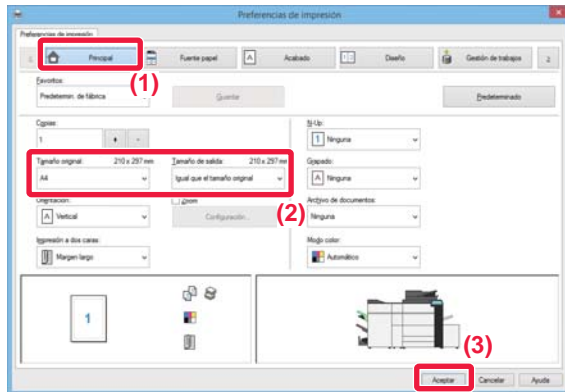 Preferencias de impresión
Preferencias de impresión
Principal Fuente papel Acabado Diseño Gestión de trabajos
(1)
Favoritos:
Predetermin. de fábrica Guardar Predeterminado
Copias: N-Up:
1 + - 1 Ninguna
Tamaño original: 210 x 297 mm Tamaño de salida: 210 x 297 mm Grapado:
A4 Igual que el tamaño original Ninguna
(2)
Orientación: Zoom Archivo de documentos:
A Vertical Configuración... Ninguna
Impresión a dos caras: Modo color:
Margen largo Automático
1
(3)
Aceptar Cancelar Ayuda